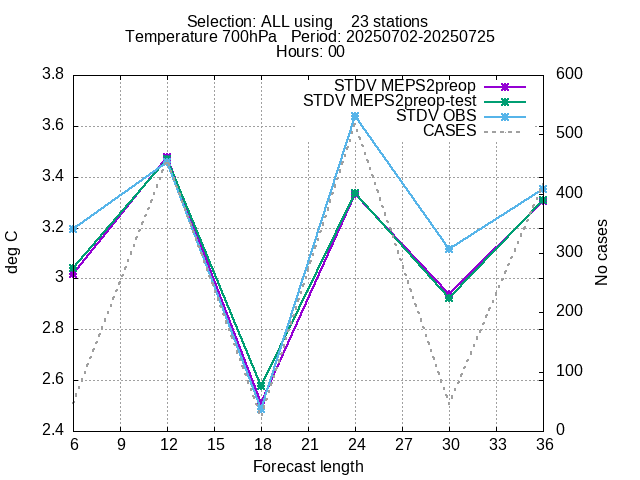 Selection: ALL using    23 stations
Temperature 700hPa   Period: 20250702-20250725
Hours: 00
3.8
3.6
3.4
3.2
3
2.8
2.6
2.4
deg C
STDV MEPS2preop
STDV MEPS2preop-test
STDV OBS
CASES
600
500
400
300
200
100
0
No cases
6 9 12 15 18 21 24 27 30 33 36
Forecast length